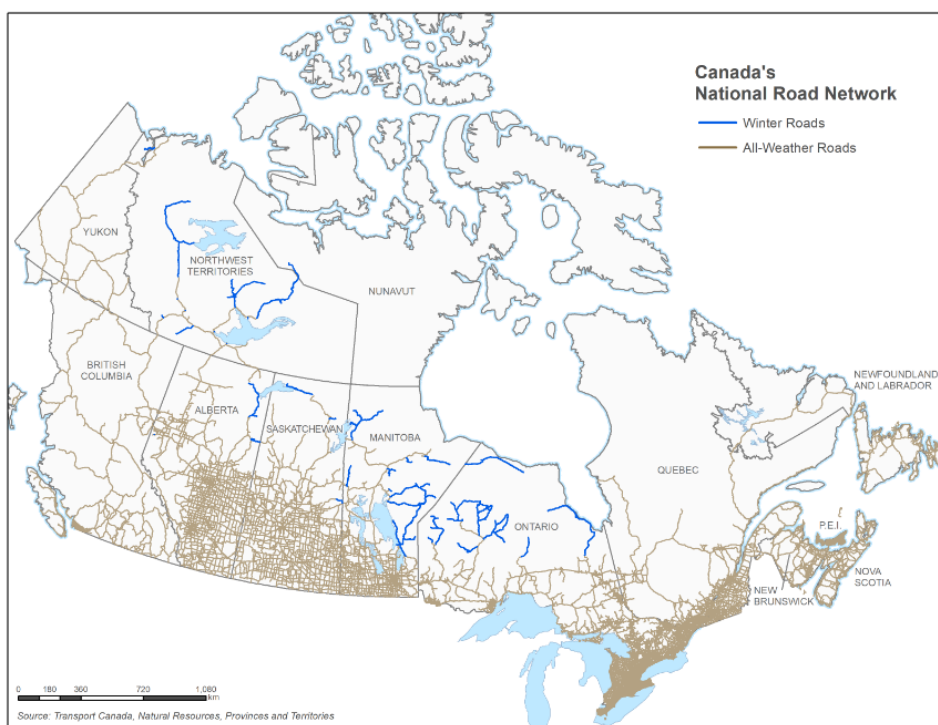 Canada's
National Road Network
Winter Roads
All-Weather Roads
YUKON
NORTHWEST
TERRITORIES
NUNAVUT
BRITISH
COLUMBIA
ALBERTA
SASKATCHEWAN
MANITOBA
ONTARIO
QUEBEC
NEWFOUNDLAND
AND LABRADOR
P.E.I.
NOVA
SCOTIA
NEW
BRUNSWICK
0 180 360 720 1,080
km
Source: Transport Canada, Natural Resources, Provinces and Territories